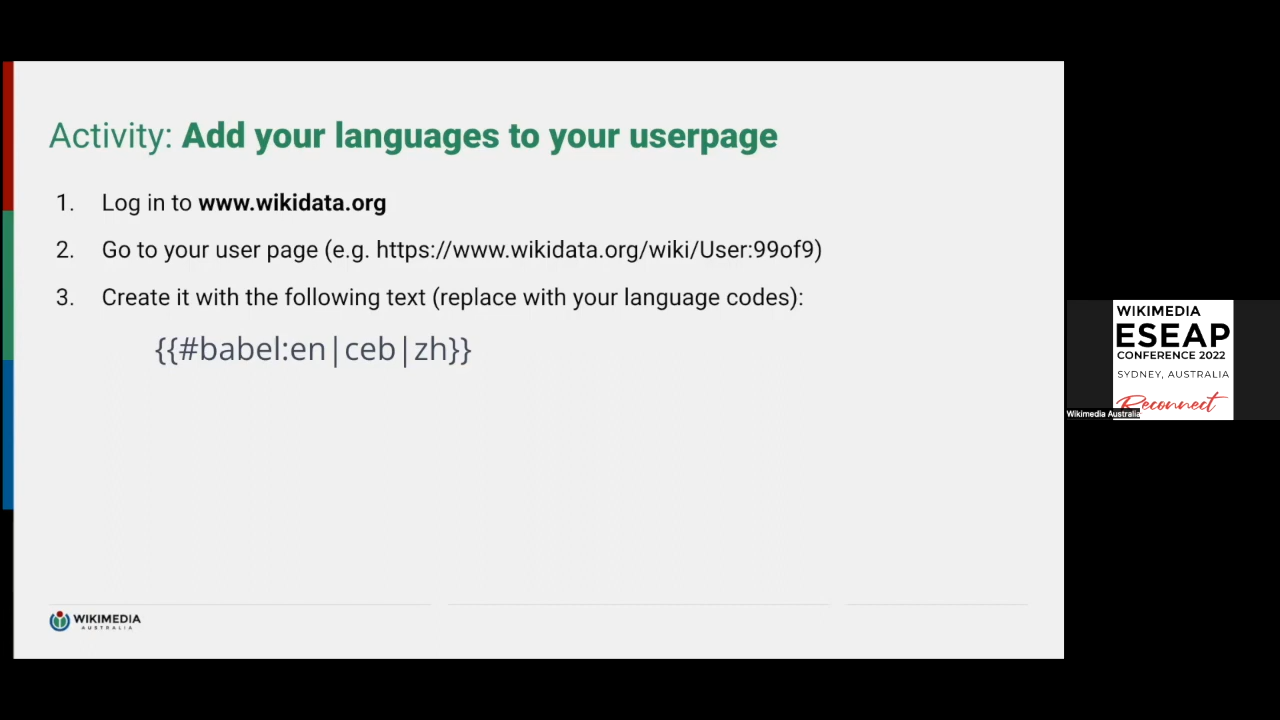 Activity: Add your languages to your userpage
1. Log in to www.wikidata.org
2. Go to your user page (e.g. https://www.wikidata.org/wiki/User:99of9)
3. Create it with the following text (replace with your language codes):
{{#babel:en|ceb|zh}}
WIKIMEDIA
AUSTRALIA
WIKIMEDIA
ESEAP
CONFERENCE 2022
SYDNEY, AUSTRALIA
Reconnect
Wikimedia Australia